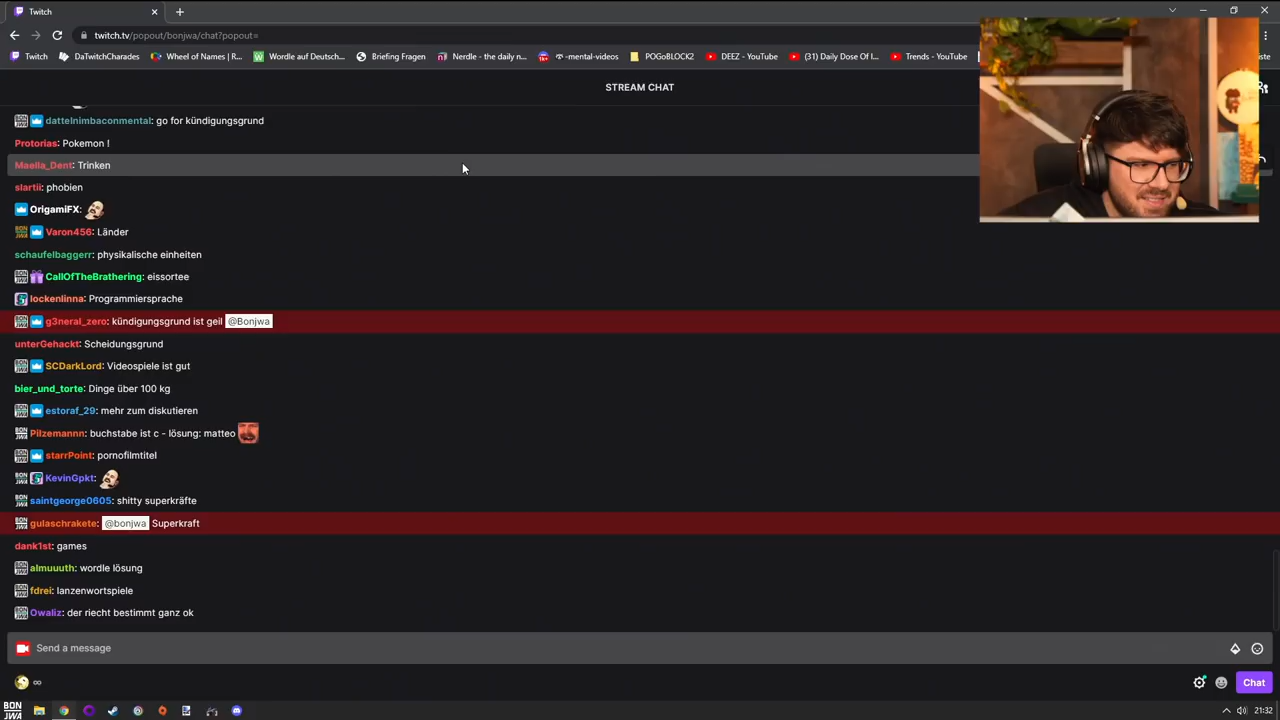 Twitch
twitch.tv/popout/bonjwa/chat?popout=
Twitch
DaTwitchCharades
Wheel of Names | R...
Wordle auf Deutsch...
Briefing Fragen
Nerdle - the daily n...
-mental-videos
POGoBLOCK2
DEEZ - YouTube
(31) Daily Dose Of I...
Trends - YouTube
STREAM CHAT
dattelnimbaconmental: go for kündigungsgrund
Protorias: Pokemon !
Maella_Dent: Trinken
slartii: phobien
OrigamiFX:
Varon456: Länder
schaufelbaggerr: physikalische einheiten
CallOfTheBrathering: eissortee
lockenlinna: Programmiersprache
g3neral_zero: kündigungsgrund ist geil @Bonjwa
unterGehackt: Scheidungsgrund
SCDarkLord: Videospiele ist gut
bier_und_torte: Dinge über 100 kg
estoraf_29: mehr zum diskutieren
Pilzemannn: buchstabe ist c - lösung: matteo
starrPoint: pornofilmtitel
KevinGpkt:
saintgeorge0605: shitty superkräfte
gulaschrakete: @bonjwa Superkraft
dank1st: games
almuuuth: wordle lösung
fdrei: lanzenwortspiele
Owaliz: der riecht bestimmt ganz ok
Send a message
∞
Chat
BON
JWA
21:32